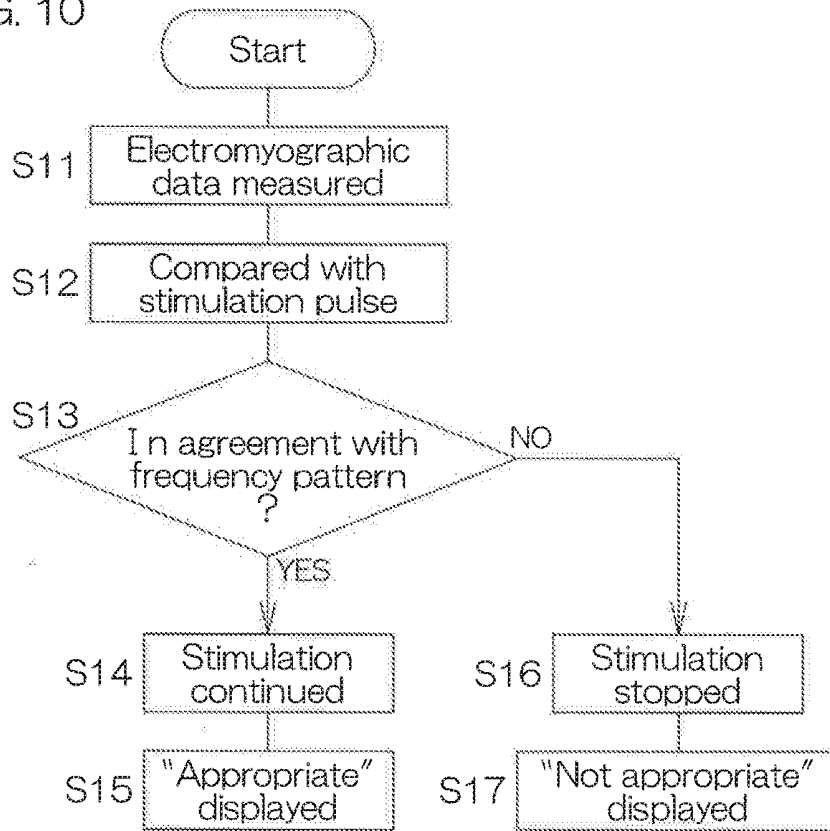 G. 10
Start
S11
Electromyographic
data measured
S12
Compared with
stimulation pulse
S13
In agreement with
frequency pattern
?
NO
YES
S14
Stimulation
continued
S16
Stimulation
stopped
S15
"Appropriate"
displayed
S17
"Not appropriate"
displayed